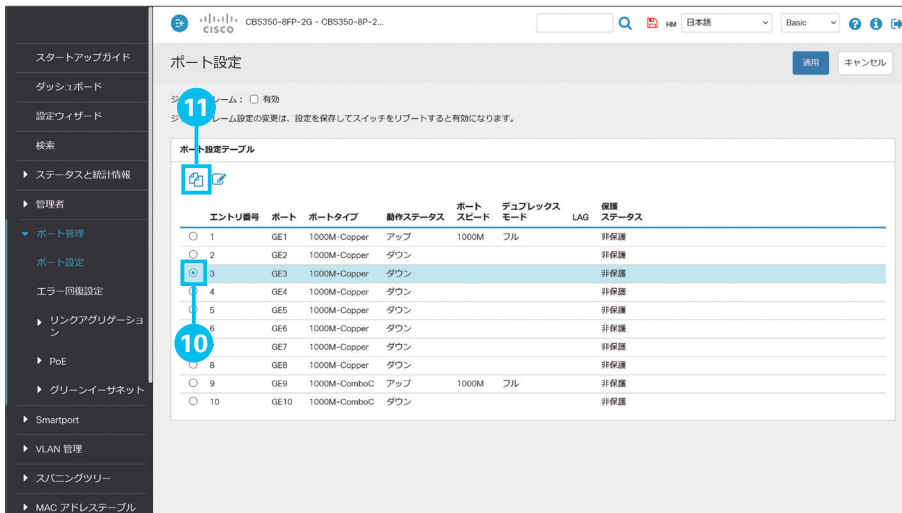 CISCO
CBS350-8FP-2G - CBS350-8P-2...
HM
日本語
Basic
スタートアップガイド
ダッシュボード
設定ウィザード
検索
ステータスと統計情報
管理者
ポート管理
ポート設定
エラー回復設定
リンクアグリゲーショ
ン
PoE
グリーンイーサネット
Smartport
VLAN 管理
スパニングツリー
MAC アドレステーブル
ポート設定
適用
キャンセル
レーム: 有効
レーム設定の変更は、設定を保存してスイッチをリブートすると有効になります。
11
ポート設定テーブル
エントリ番号 ポート ポートタイプ 動作ステータス ポートスピード デュプレックスモード LAG 保護ステータス
1 GE1 1000M-Copper アップ 1000M フル 非保護
2 GE2 1000M-Copper ダウン 非保護
3 GE3 1000M-Copper ダウン 非保護
4 GE4 1000M-Copper ダウン 非保護
5 GE5 1000M-Copper ダウン 非保護
6 GE6 1000M-Copper ダウン 非保護
GE7 1000M-Copper ダウン 非保護
8 GE8 1000M-Copper ダウン 非保護
9 GE9 1000M-ComboC アップ 1000M フル 非保護
10 GE10 1000M-ComboC ダウン 非保護
10